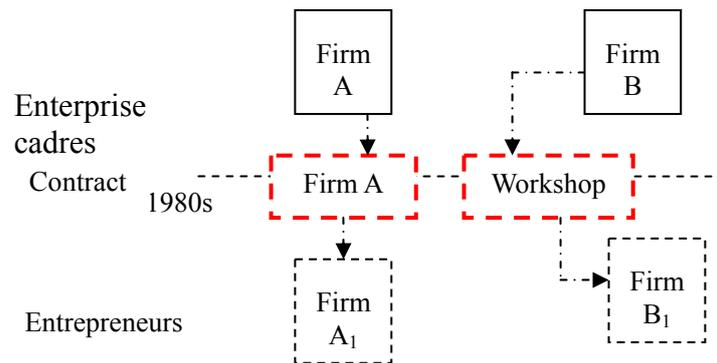 Firm
A
Firm
B
Enterprise
cadres
Contract
1980s
Firm A
Workshop
Entrepreneurs
Firm
A₁
Firm
B₁